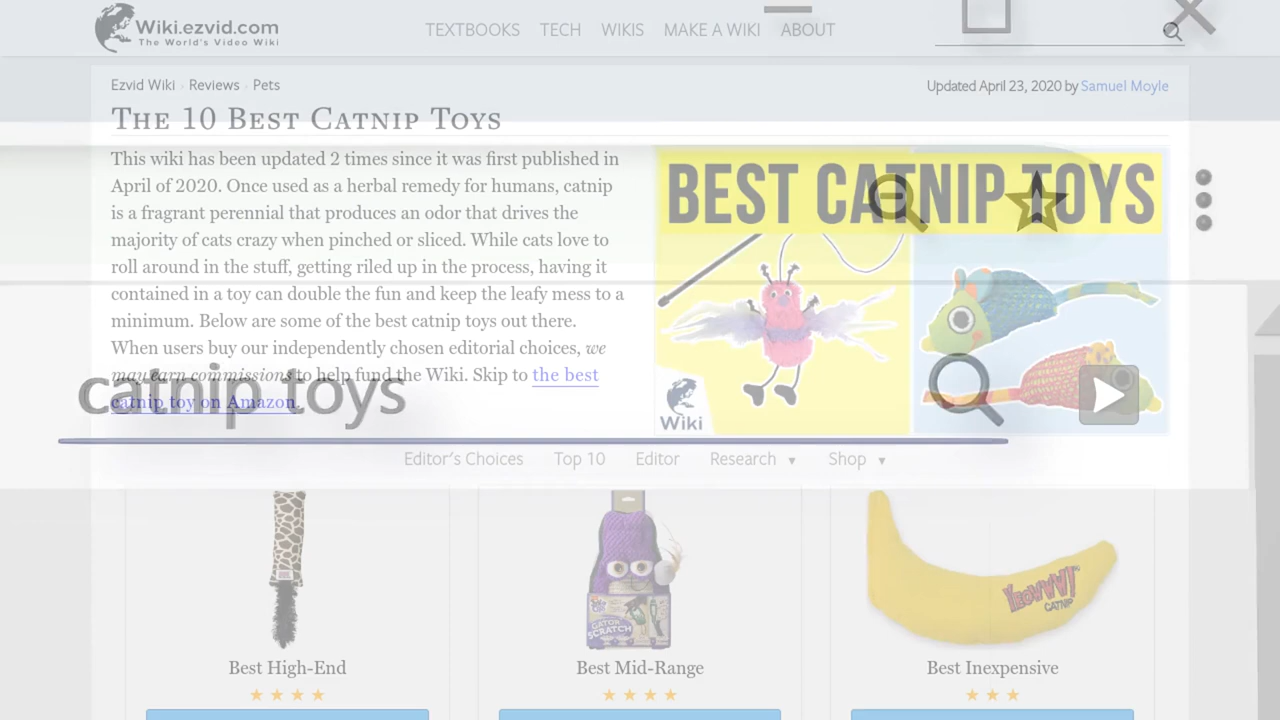 Wiki.ezvid.com
The World's Video Wiki
TEXTBOOKS TECH WIKIS MAKE A WIKI ABOUT
Ezvid Wiki › Reviews › Pets
Updated April 23, 2020 by Samuel Moyle
The 10 Best Catnip Toys
This wiki has been updated 2 times since it was first published in
April of 2020. Once used as a herbal remedy for humans, catnip
is a fragrant perennial that produces an odor that drives the
majority of cats crazy when pinched or sliced. While cats love to
roll around in the stuff, getting riled up in the process, having it
contained in a toy can double the fun and keep the leafy mess to a
minimum. Below are some of the best catnip toys out there.
When users buy our independently chosen editorial choices, we
may earn commissions to help fund the Wiki. Skip to the best
catnip toy on Amazon.
BEST CATNIP TOYS
Wiki
catnip toys
Editor's Choices Top 10 Editor Research ▼ Shop ▼
GATOR
SCRATCH
YEOWWW!
CATNIP
Best High-End
Best Mid-Range
Best Inexpensive